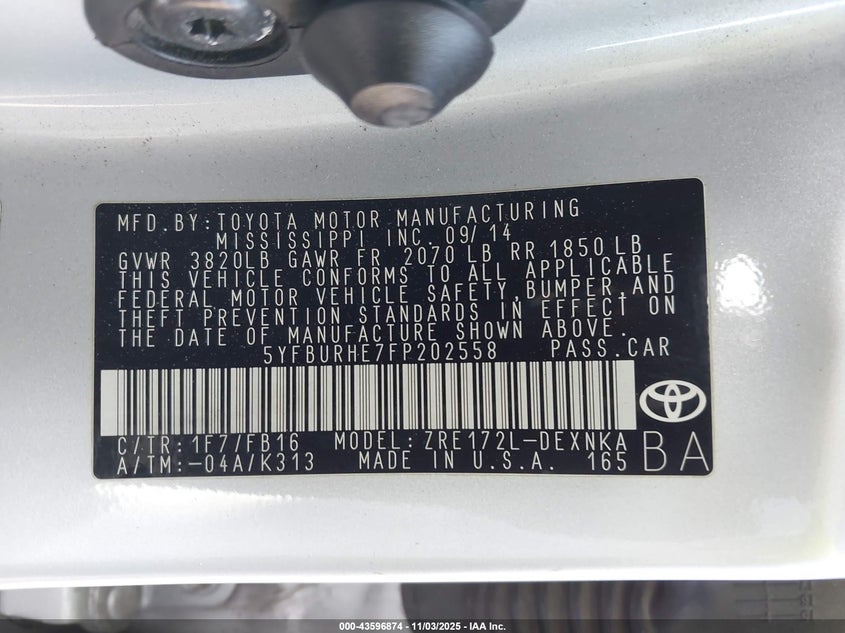 MFD. BY: TOYOTA MOTOR MANUFACTURING
MISSISSIPPI INC. 09/14
GVWR 3820LB GAWR FR 2070 LB RR 1850 LB
THIS VEHICLE CONFORMS TO ALL APPLICABLE
FEDERAL MOTOR VEHICLE SAFETY, BUMPER, AND
THEFT PREVENTION STANDARDS IN EFFECT ON
THE DATE OF MANUFACTURE SHOWN ABOVE.
5YFBURHE7FP202558 PASS. CAR
C/TR: 1F7/FB16 MODEL: ZRE172L-DEXNKA
A/TM: -04A/K313 MADE IN U.S.A. 165 BA
000-43596874 | 11/03/2025 - IAA Inc.